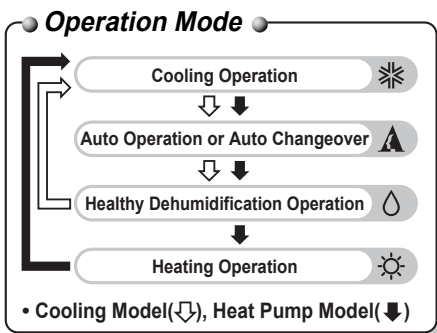 Operation Mode
Cooling Operation
Auto Operation or Auto Changeover
Healthy Dehumidification Operation
Heating Operation
• Cooling Model(⇩), Heat Pump Model(⬇)